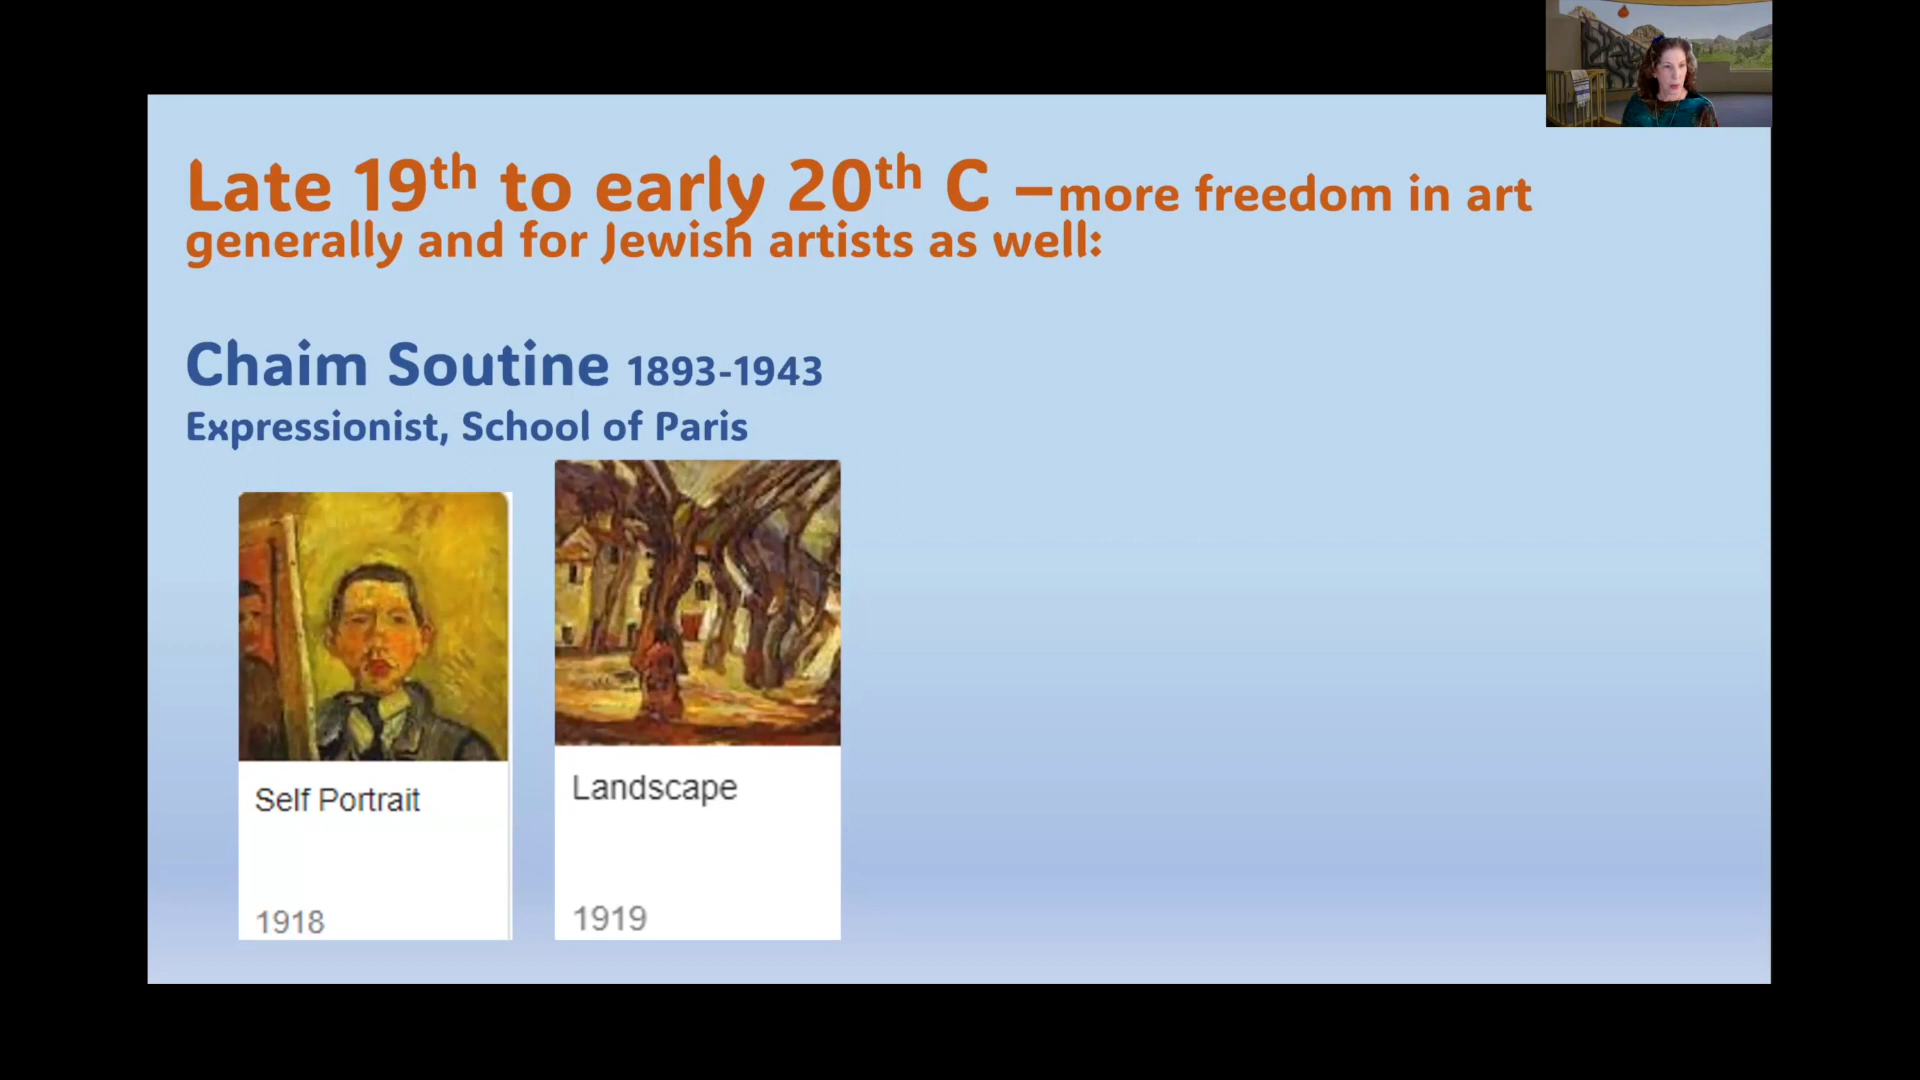 Late 19th to early 20th C –more freedom in art
generally and for Jewish artists as well:
Chaim Soutine 1893-1943
Expressionist, School of Paris
Self Portrait
1918
Landscape
1919